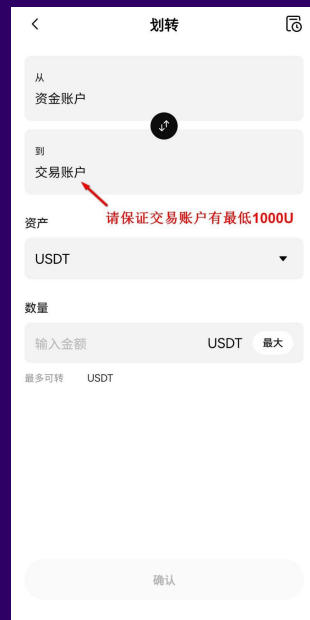 划转
从
资金账户
到
交易账户
请保证交易账户有最低1000U
资产
USDT
数量
输入金额 USDT 最大
最多可转 USDT
确认